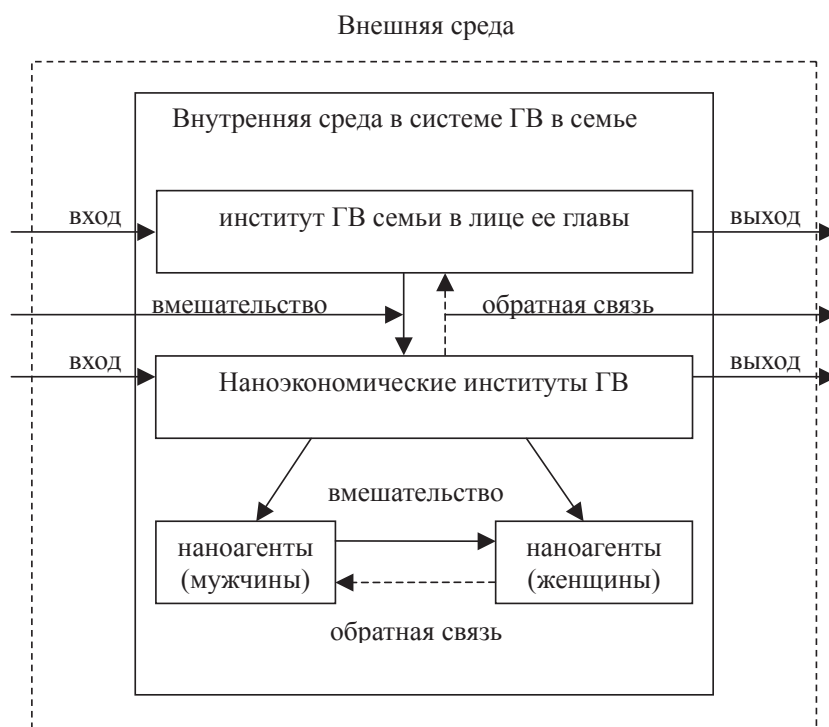 Внешняя среда
Внутренняя среда в системе ГВ в семье
вход
институт ГВ семьи в лице ее главы
выход
вмешательство
обратная связь
вход
Наноэкономические институты ГВ
выход
вмешательство
наноагенты
(мужчины)
наноагенты
(женщины)
обратная связь